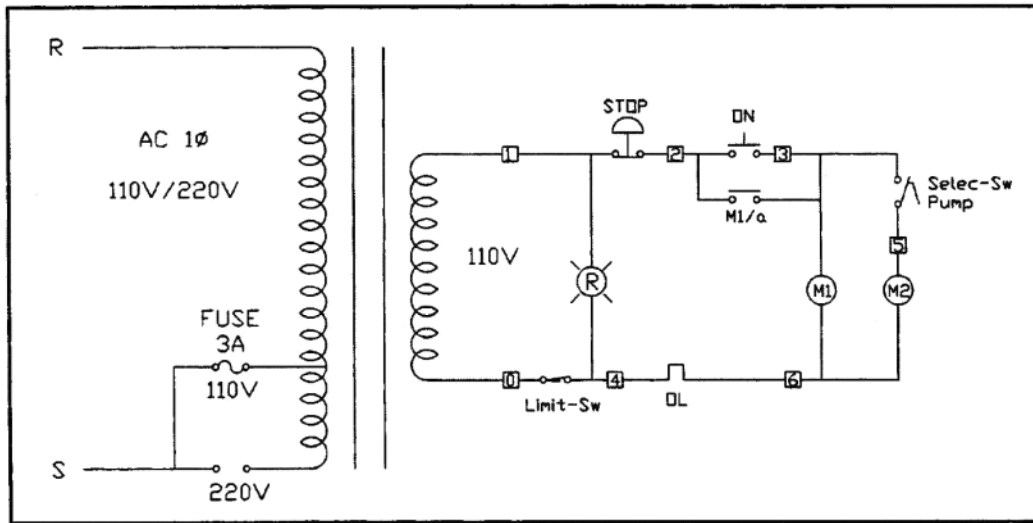 R
AC 1ø
110V/220V
FUSE
3A
110V
S
220V
110V
1
STOP
2
ON
3
M1/a
Selec-Sw
Pump
5
R
M1
M2
0
Limit-Sw
4
OL
6